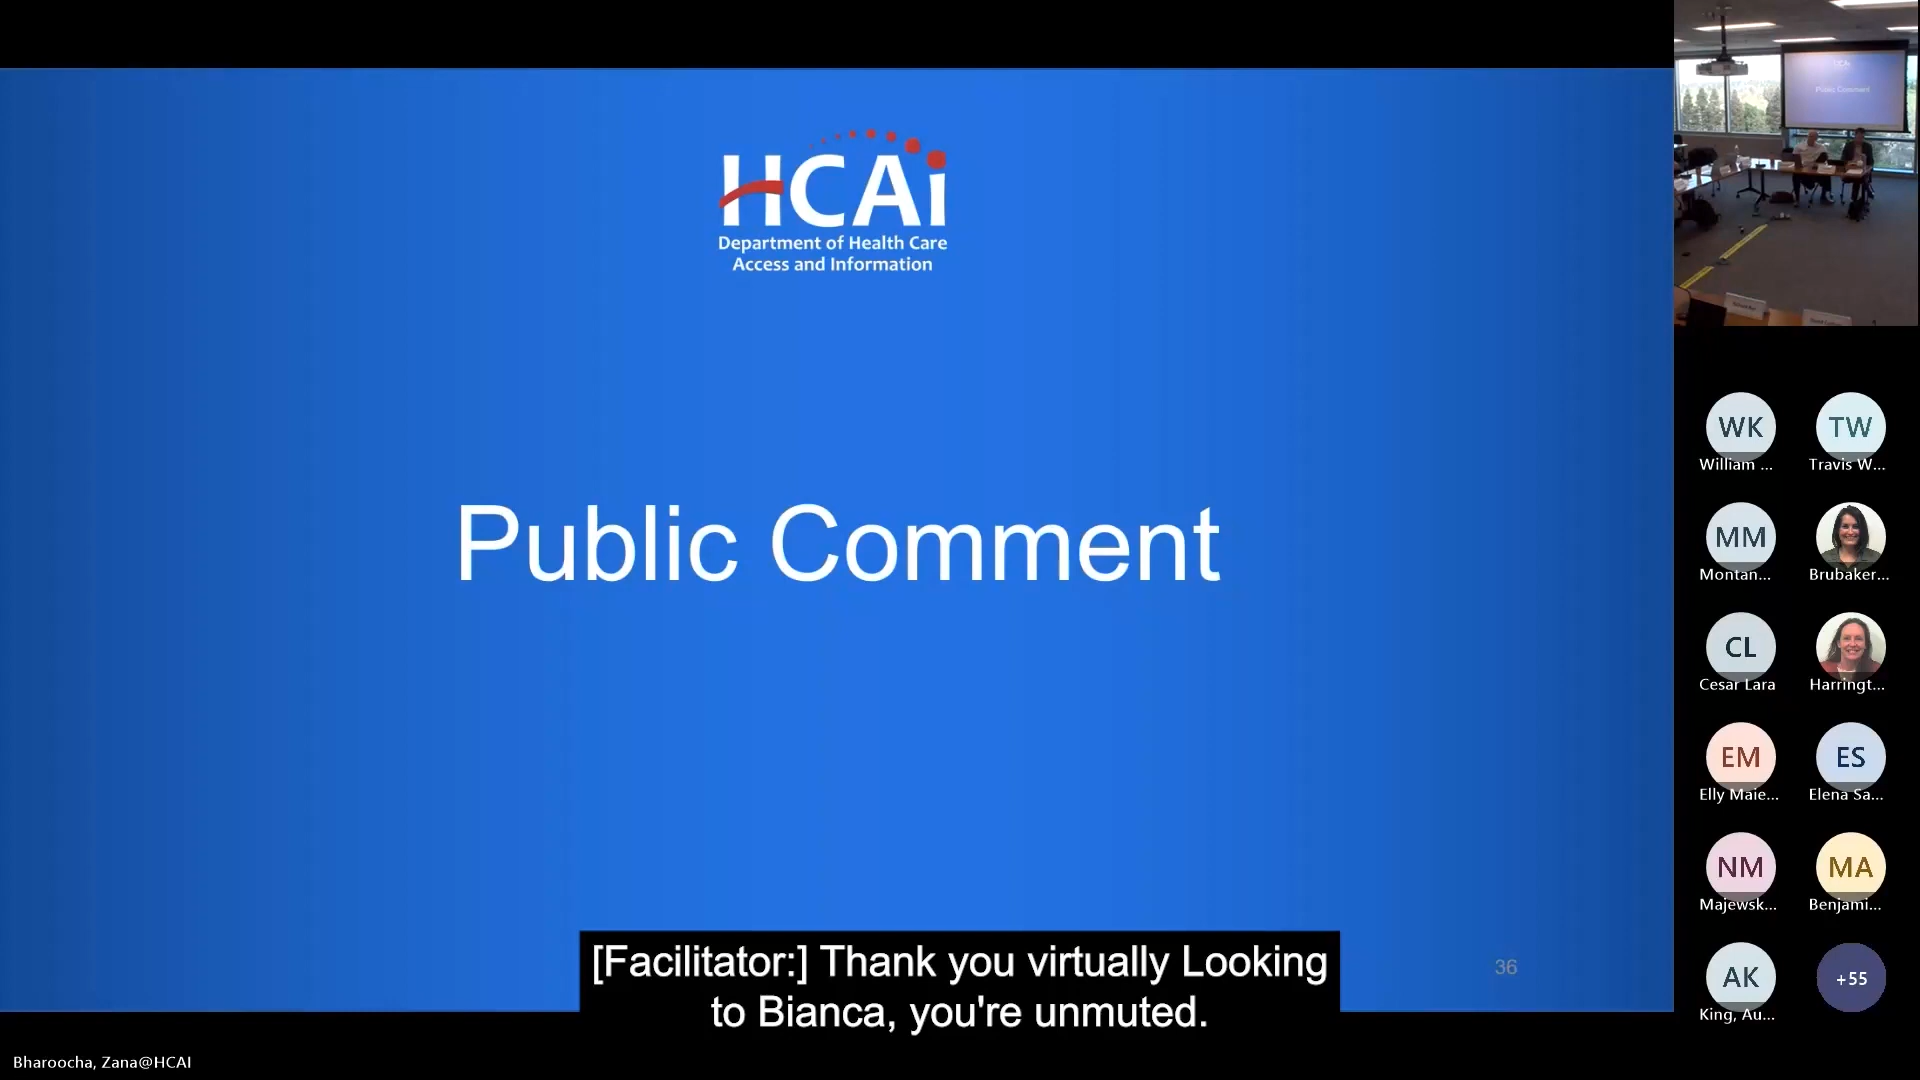 HCAi
Department of Health Care
Access and Information
Public Comment
36
[Facilitator:] Thank you virtually Looking
to Bianca, you're unmuted.
Bharoocha, Zana@HCAI
Public Comment
WK
William ...
TW
Travis W...
MM
Montan...
Brubaker...
CL
Cesar Lara
Harringt...
EM
Elly Maie...
ES
Elena Sa...
NM
Majewsk...
MA
Benjami...
AK
King, Au...
+55